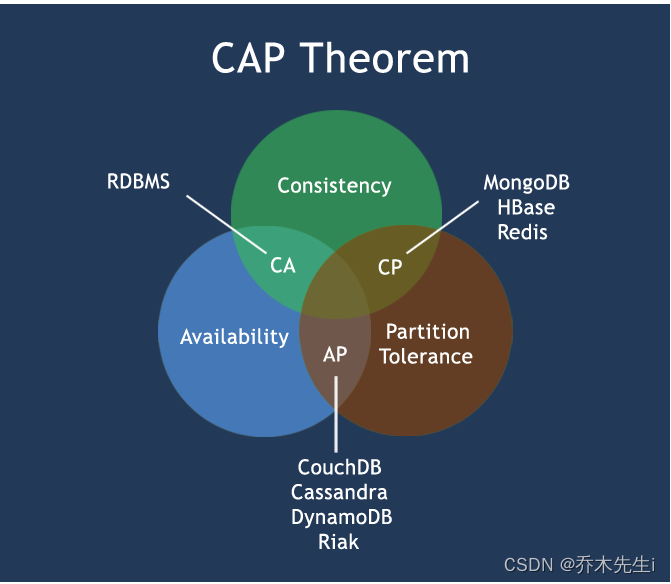 CAP Theorem
Consistency
RDBMS
MongoDB
HBase
Redis
CA
CP
Availability
Partition
Tolerance
AP
CouchDB
Cassandra
DynamoDB
Riak
CSDN @乔木先生i